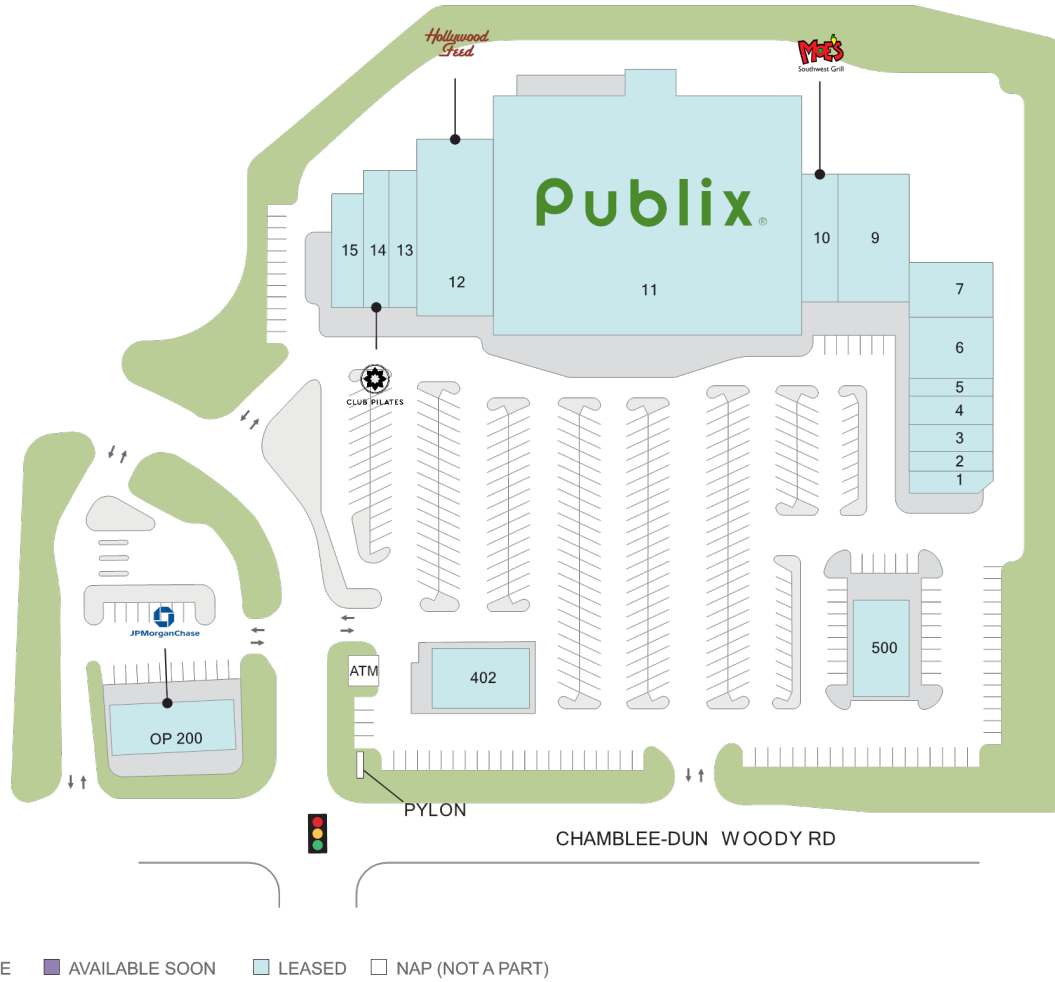 Hollywood
Feed
MOE'S
Southwest Grill
Publix®
15
14
13
12
11
10
9
7
6
5
4
3
2
1
CLUB PILATES
JPMorganChase
OP 200
ATM
402
500
PYLON
CHAMBLEE-DUN WOODY RD
E
AVAILABLE SOON
LEASED
NAP (NOT A PART)